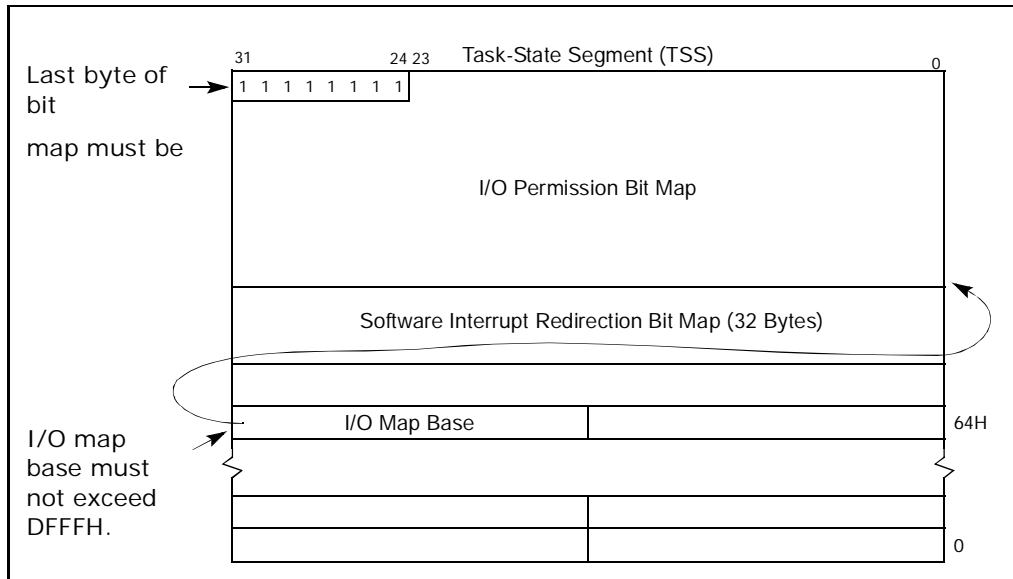 31
24 23
Task-State Segment (TSS)
0
Last byte of
bit
map must be
1 1 1 1 1 1 1 1
I/O Permission Bit Map
Software Interrupt Redirection Bit Map (32 Bytes)
I/O Map Base
64H
I/O map
base must
not exceed
DFFFH.
0